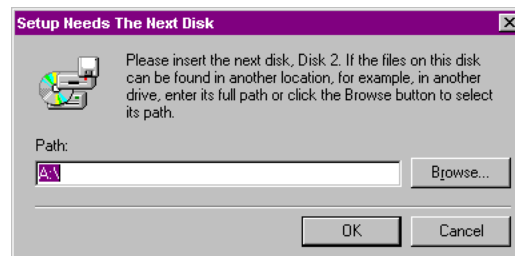 Setup Needs The Next Disk
Please insert the next disk, Disk 2. If the files on this disk
can be found in another location, for example, in another
drive, enter its full path or click the Browse button to select
its path.
Path:
A:\
Browse...
OK
Cancel